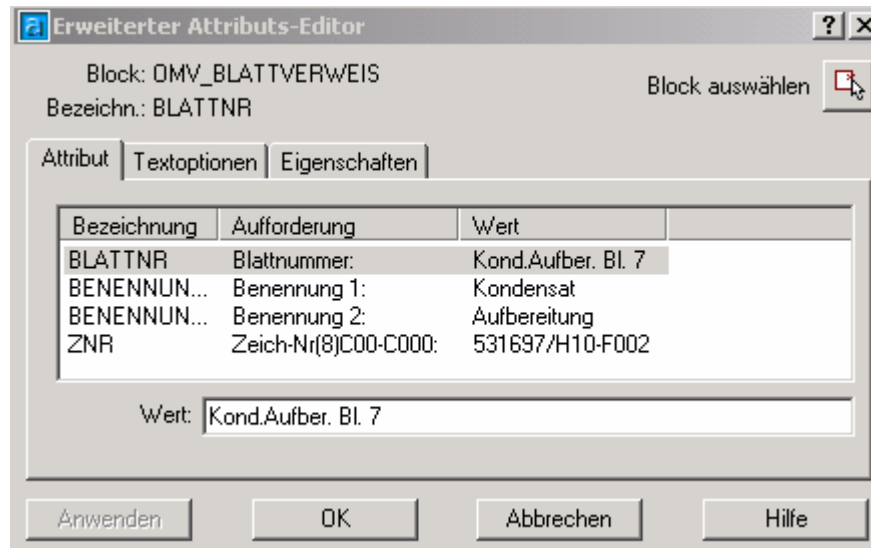 Erweiterter Attributs-Editor
Block: OMV_BLATTVERWEIS
Block auswählen
Bezeichn.: BLATTNR
Attribut Textoptionen Eigenschaften
Bezeichnung Aufforderung Wert
BLATTNR Blattnummer: Kond.Aufber. Bl. 7
BENENNUN... Benennung 1: Kondensat
BENENNUN... Benennung 2: Aufbereitung
ZNR Zeich-Nr(8)C00-C000: 531697/H10-F002
Wert: Kond.Aufber. Bl. 7
Anwenden OK Abbrechen Hilfe